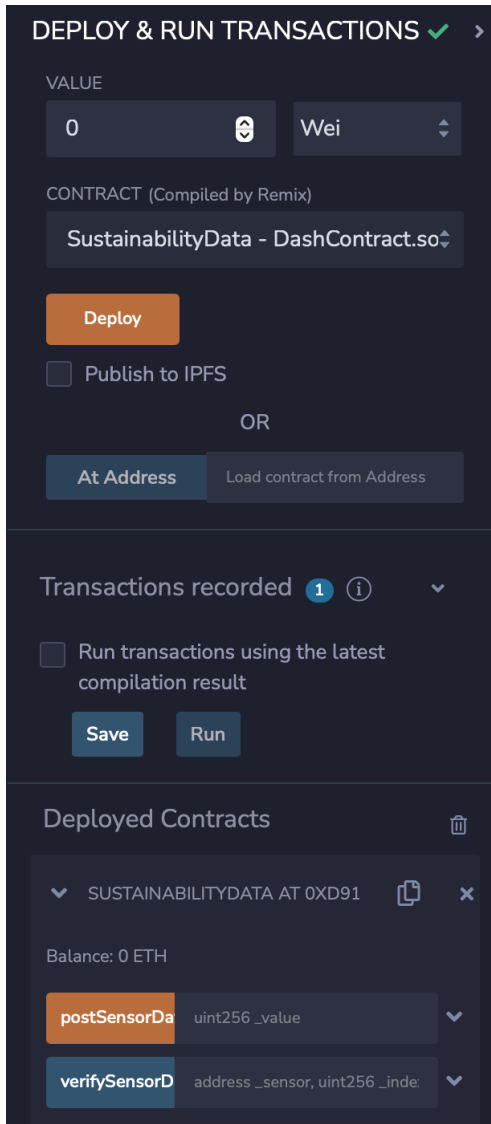 DEPLOY & RUN TRANSACTIONS
VALUE
0
Wei
CONTRACT (Compiled by Remix)
SustainabilityData - DashContract.so
Deploy
Publish to IPFS
OR
At Address
Load contract from Address
Transactions recorded 1 i
Run transactions using the latest
compilation result
Save
Run
Deployed Contracts
SUSTAINABILITYDATA AT 0XD91
Balance: 0 ETH
postSensorDa
uint256 _value
verifySensorD
address _sensor, uint256 _inde